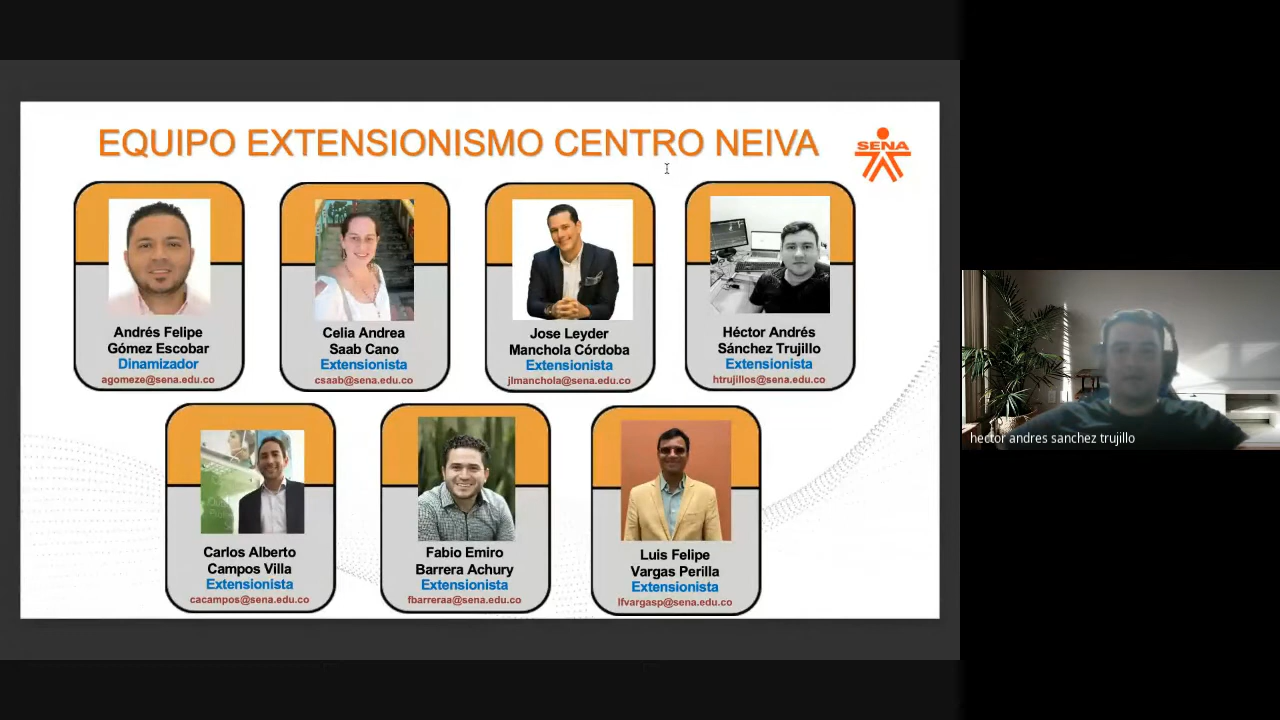 EQUIPO EXTENSIONISMO CENTRO NEIVA
SENA
Andrés Felipe
Gómez Escobar
Dinamizador
agomeze@sena.edu.co
Celia Andrea
Saab Cano
Extensionista
csaab@sena.edu.co
Jose Leyder
Manchola Córdoba
Extensionista
jlmanchola@sena.edu.co
Héctor Andrés
Sánchez Trujillo
Extensionista
htrujillos@sena.edu.co
Carlos Alberto
Campos Villa
Extensionista
cacampos@sena.edu.co
Fabio Emiro
Barrera Achury
Extensionista
fbarreraa@sena.edu.co
Luis Felipe
Vargas Perilla
Extensionista
lfvargasp@sena.edu.co
hector andres sanchez trujillo